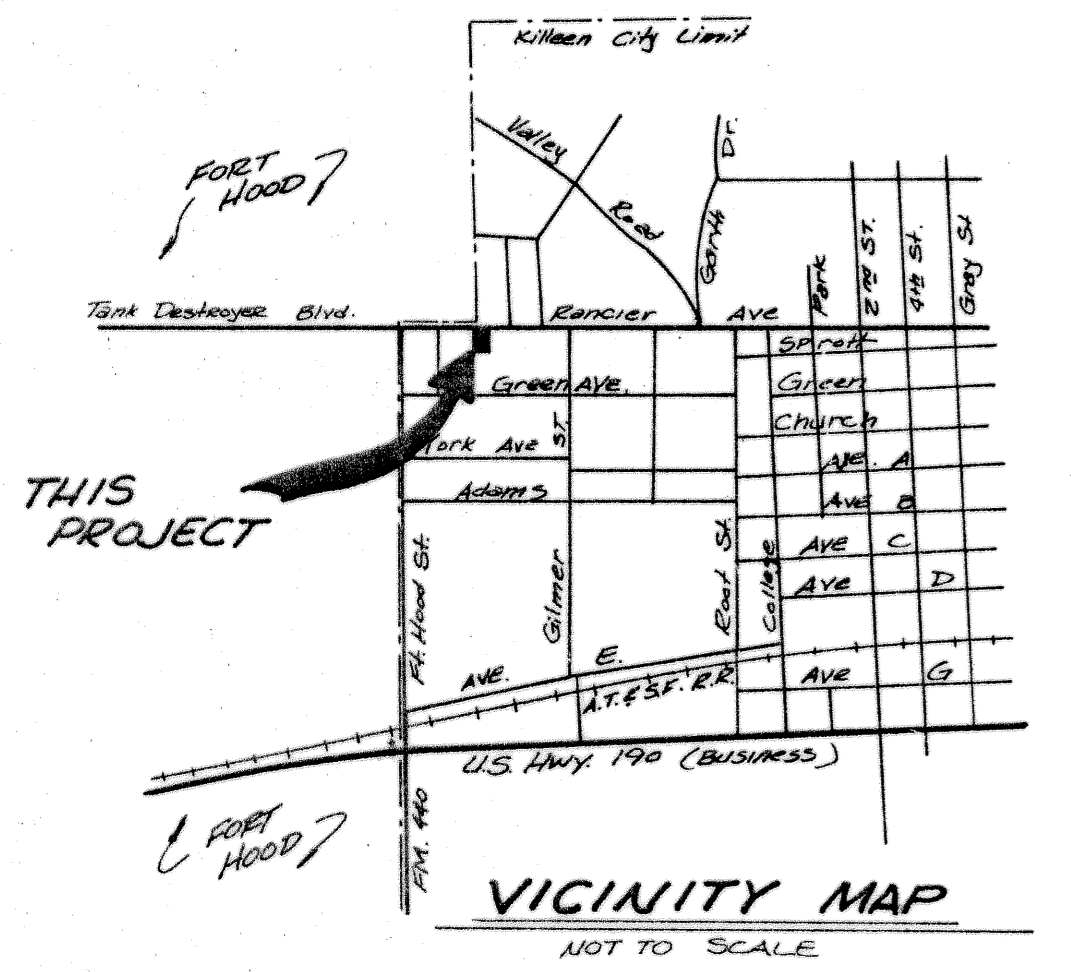 Killeen City Limit
Valley
Road
Garth
Dr.
FORT
HOOD
Tank Destroyer Blvd.
Rancier Ave
Park
2nd ST.
4th St.
Gray St
Sprott
Green Ave.
Green
Church
York Ave
ST
Ave. A
Adams
Ave B
THIS
PROJECT
Ave C
Ave D
Ft. Hood St.
Gilmer
Root St.
College
AVE. E.
A.T. & S.F. R.R.
Ave G
U.S. HWY. 190 (BUSINESS)
FORT
HOOD
F.M. 440
VICINITY MAP
NOT TO SCALE